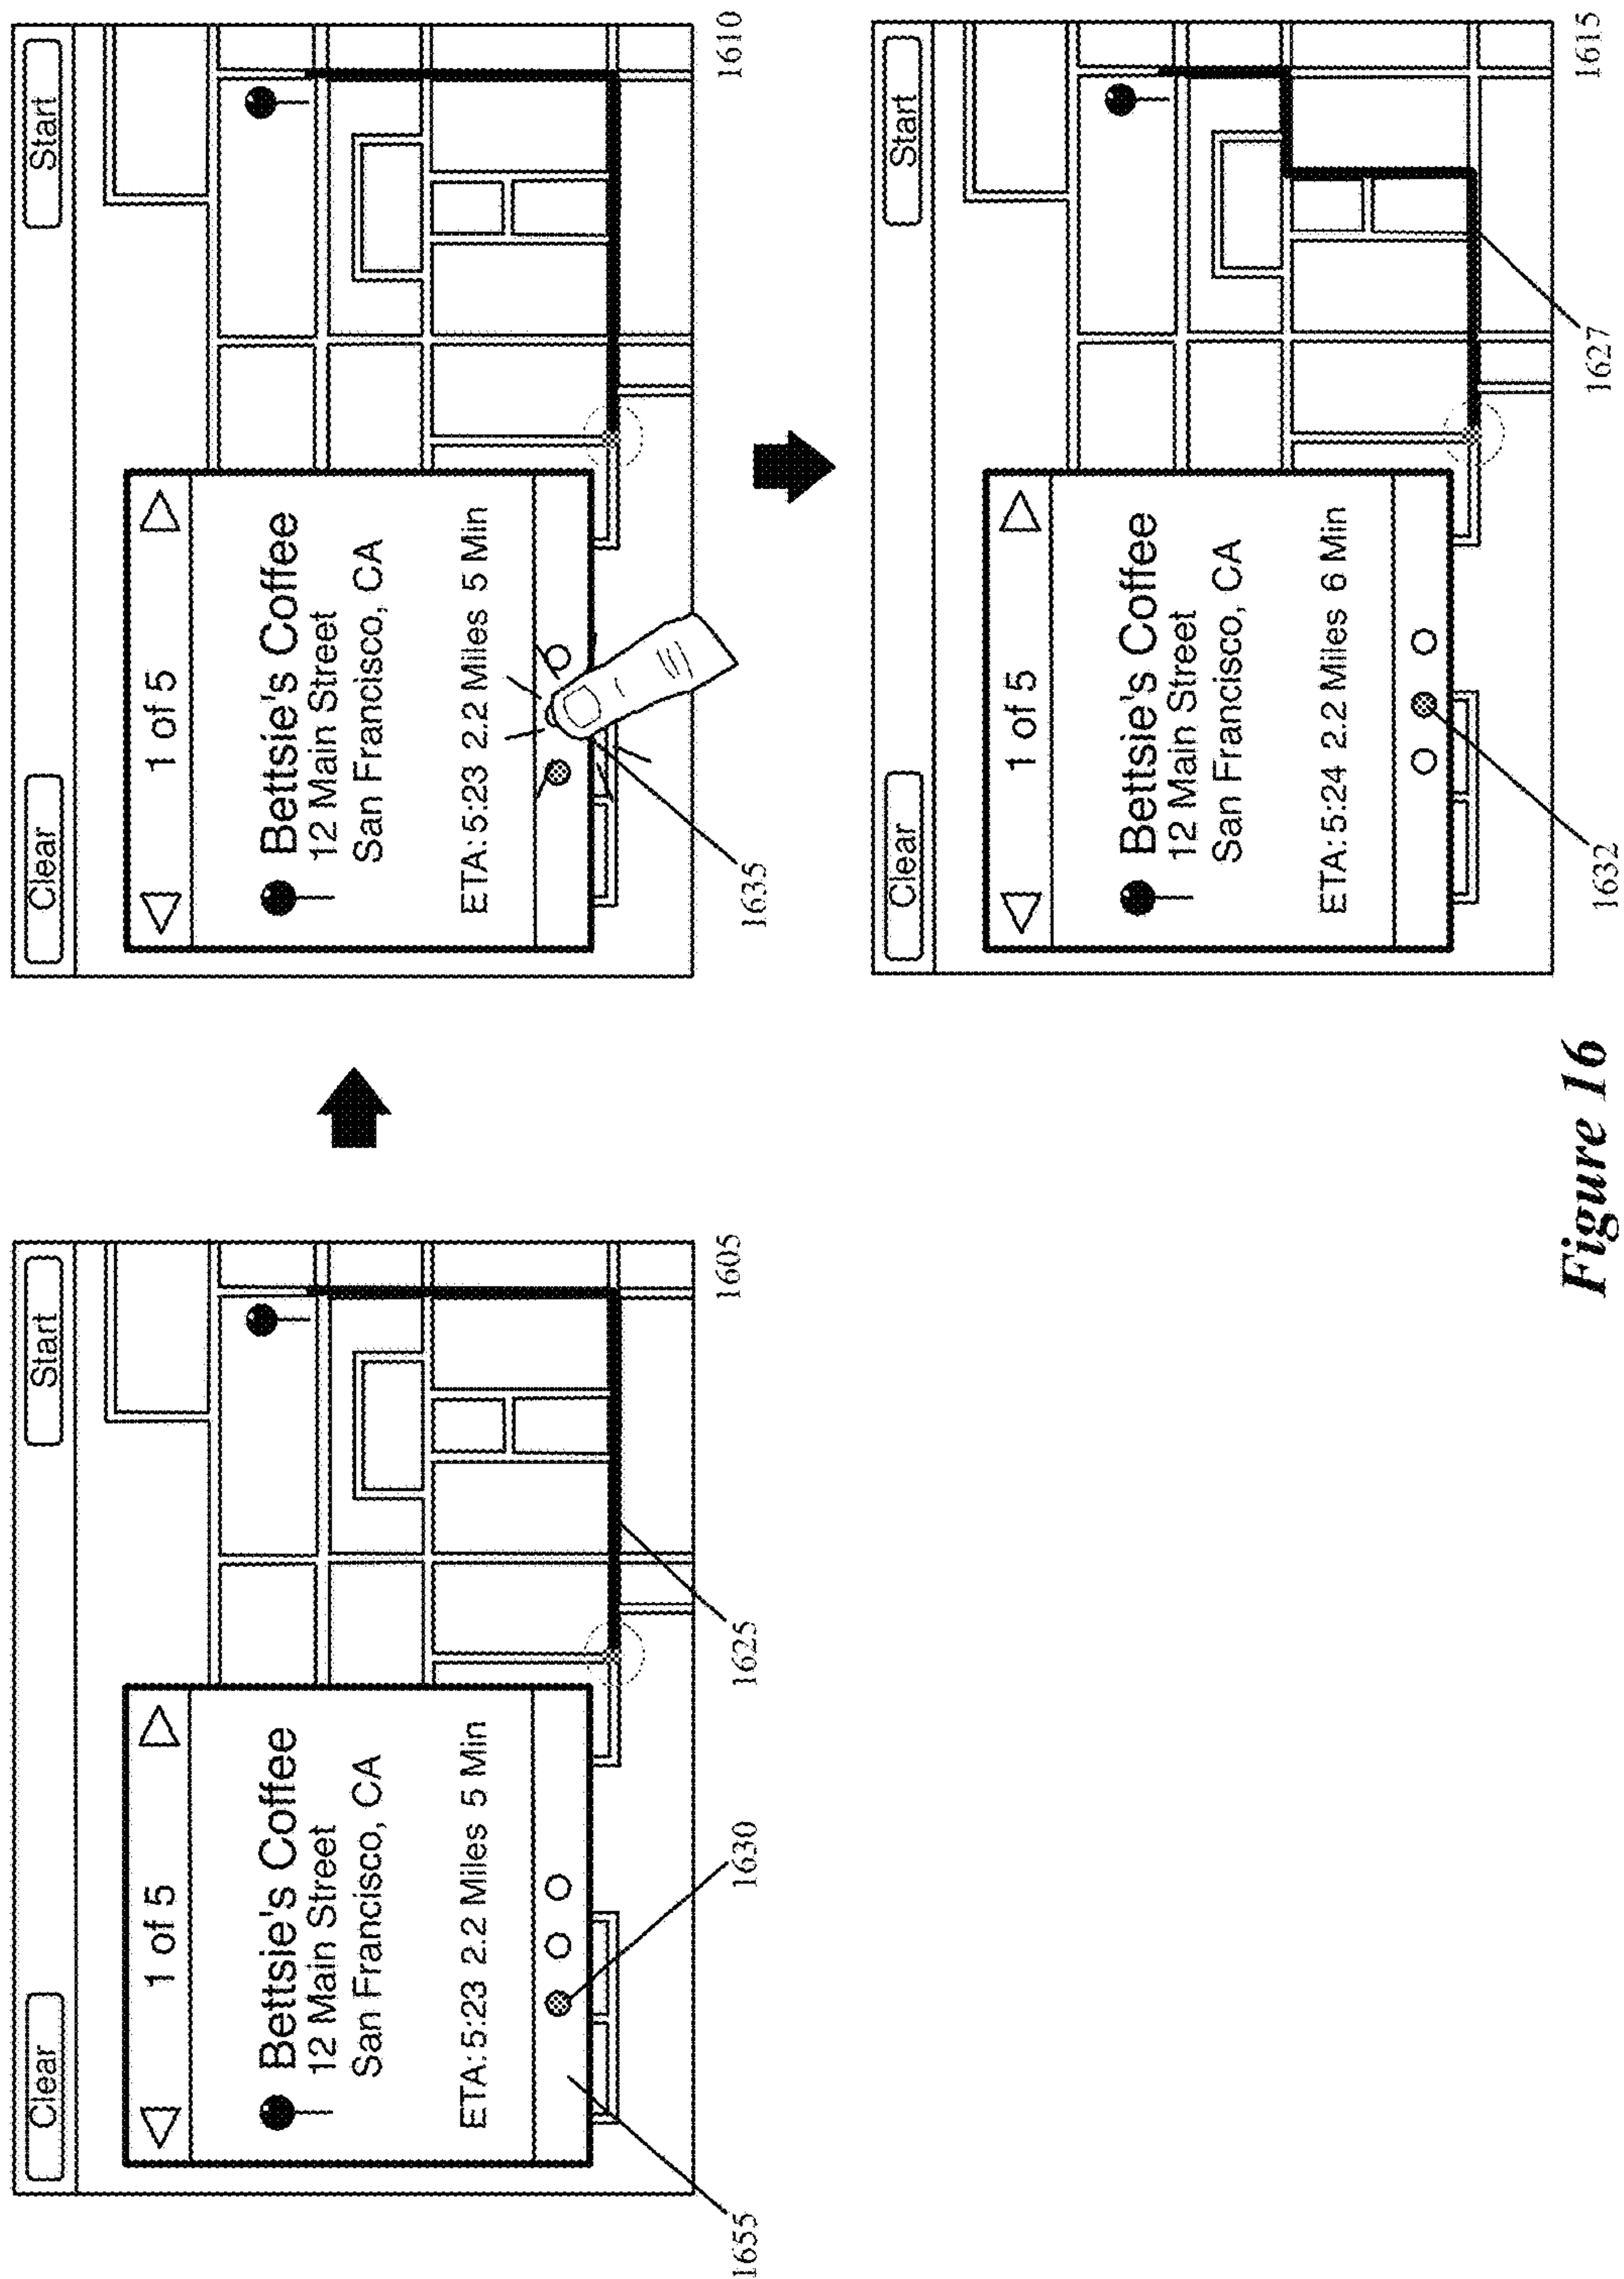 Clear
Start
1 of 5
Bettsie's Coffee
12 Main Street
San Francisco, CA
ETA: 5:23 2.2 Miles 5 Min
1655
1630
1625
1605
Clear
Start
1 of 5
Bettsie's Coffee
12 Main Street
San Francisco, CA
ETA: 5:23 2.2 Miles 5 Min
1635
1610
Clear
Start
1 of 5
Bettsie's Coffee
12 Main Street
San Francisco, CA
ETA: 5:24 2.2 Miles 6 Min
1632
1627
1615
Figure 16